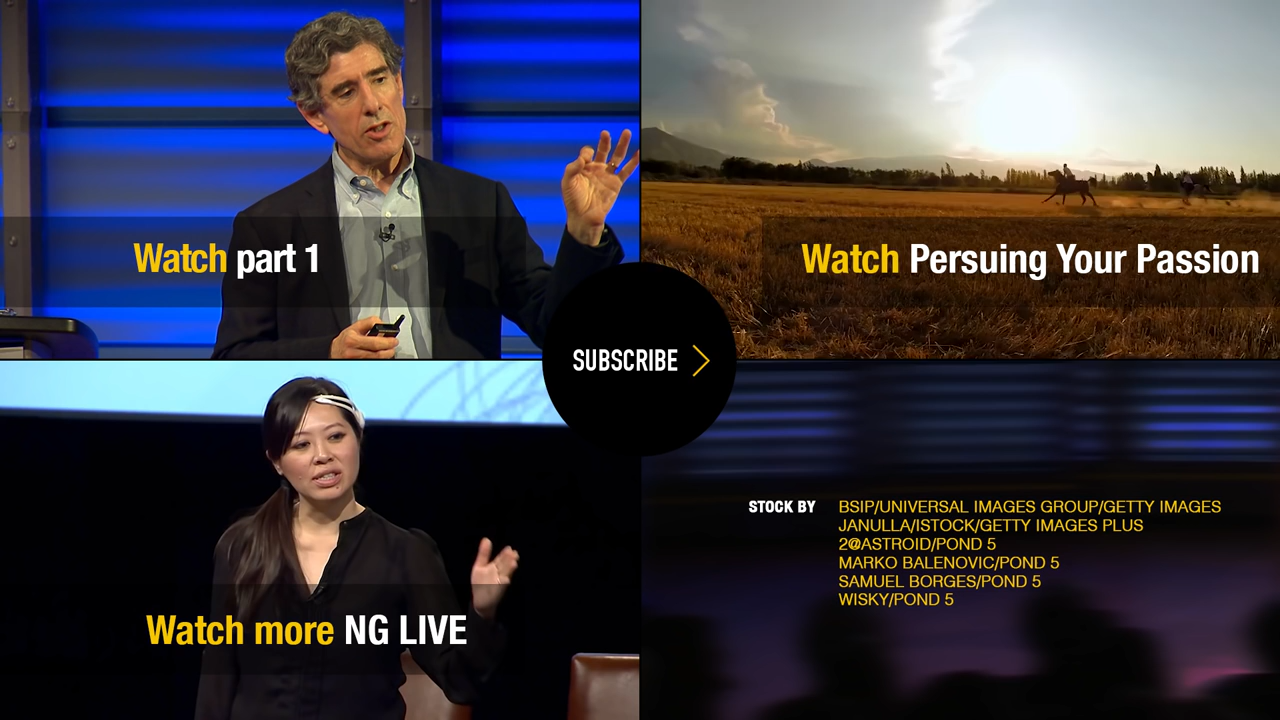 Watch part 1
Watch Persuing Your Passion
SUBSCRIBE
Watch more NG LIVE
STOCK BY BSIP/UNIVERSAL IMAGES GROUP/GETTY IMAGES
JANULLA/ISTOCK/GETTY IMAGES PLUS
2@ASTROID/POND 5
MARKO BALENOVIC/POND 5
SAMUEL BORGES/POND 5
WISKY/POND 5